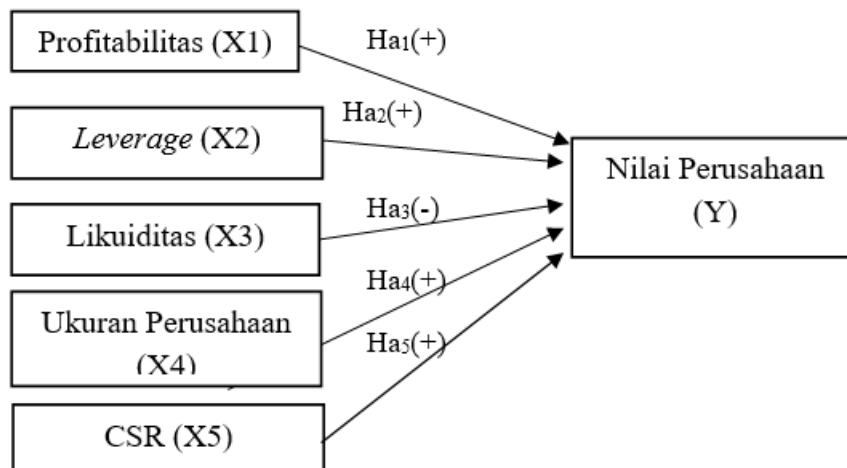 Profitabilitas (X1)
Ha1(+)
Leverage (X2)
Ha2(+)
Nilai Perusahaan
(Y)
Likuiditas (X3)
Ha3(-)
Ukuran Perusahaan
(X4)
Ha4(+)
Ha5(+)
CSR (X5)